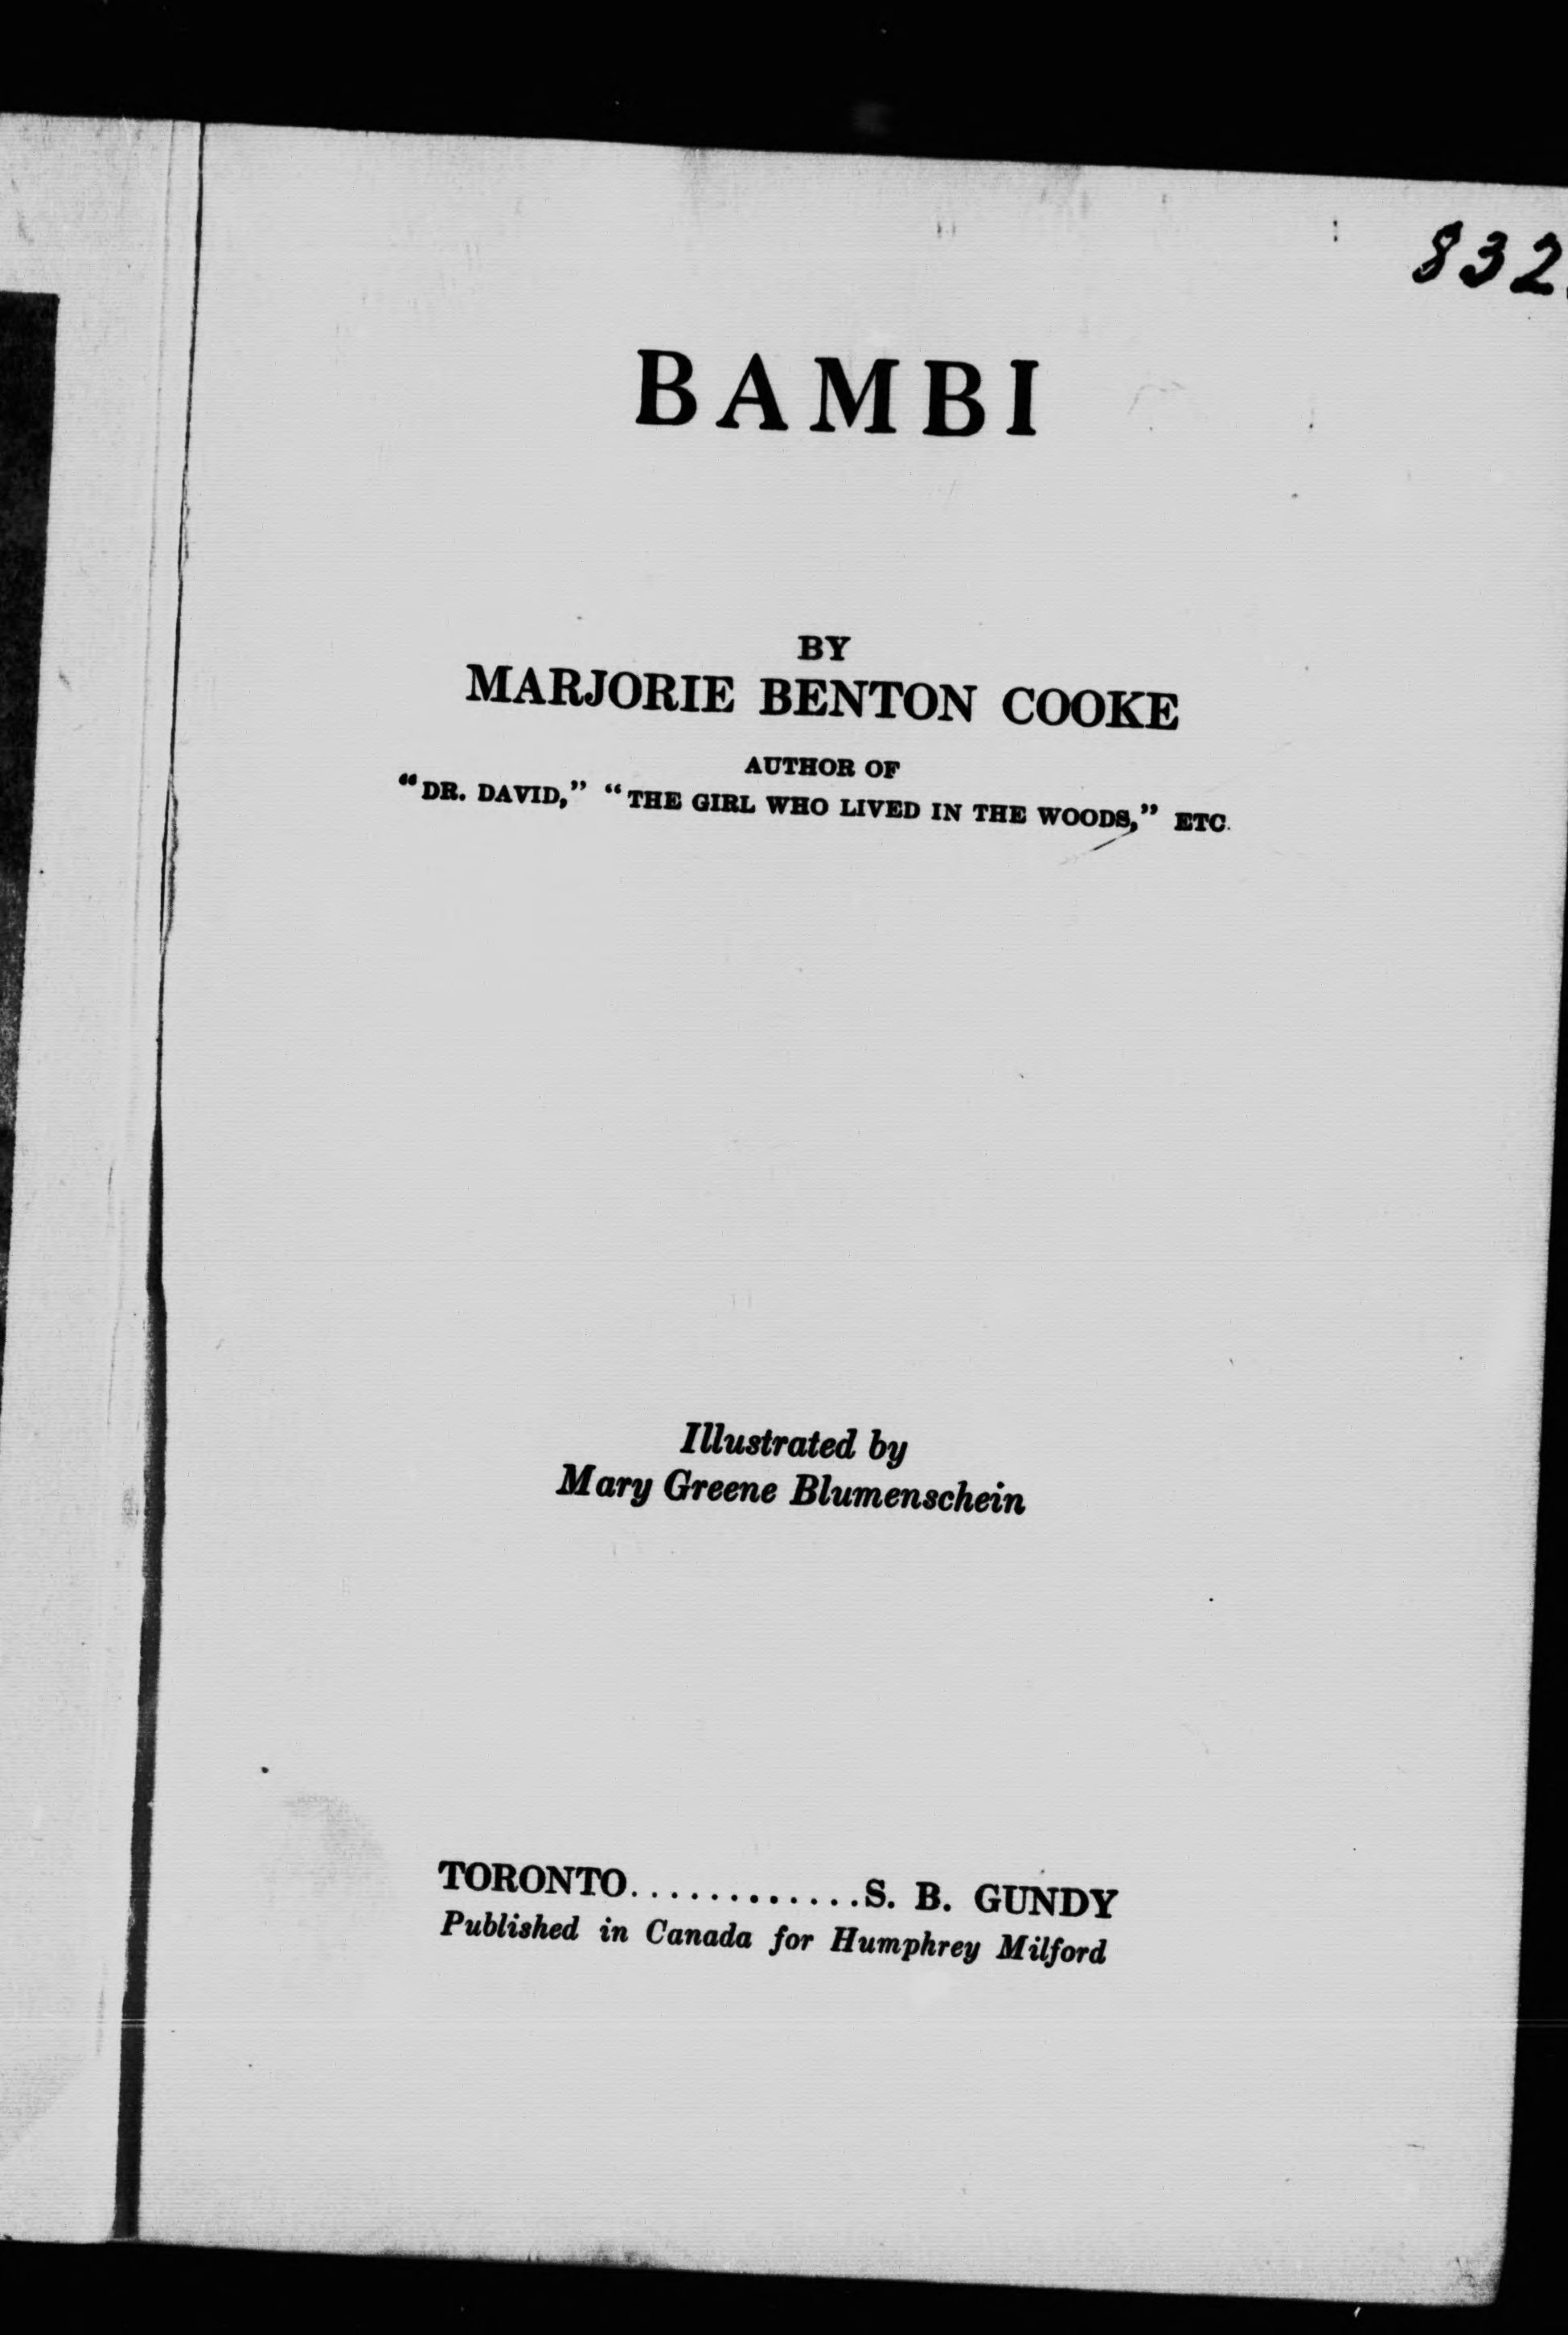 832
BAMBI
BY
MARJORIE BENTON COOKE
AUTHOR OF
“DR. DAVID,” “THE GIRL WHO LIVED IN THE WOODS,” ETC.
Illustrated by
Mary Greene Blumenschein
TORONTO.............S. B. GUNDY
Published in Canada for Humphrey Milford